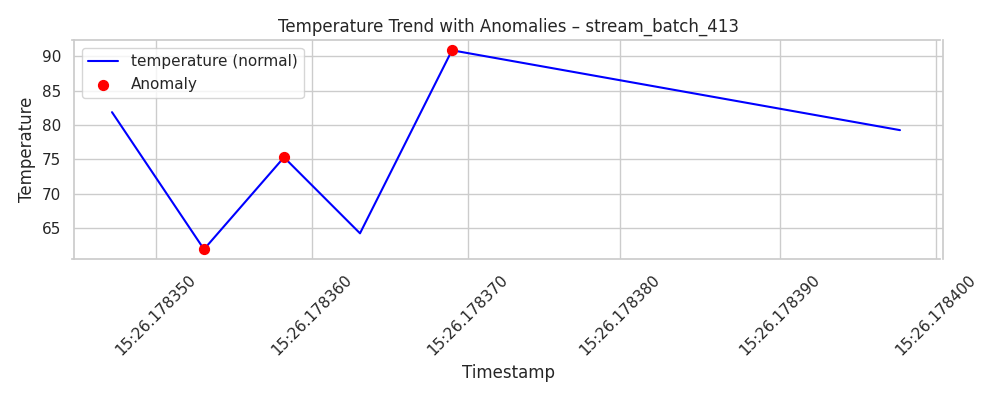 Temperature Trend with Anomalies – stream_batch_413
temperature (normal)
Anomaly
Temperature
90
85
80
75
70
65
15:26.178350
15:26.178360
15:26.178370
15:26.178380
15:26.178390
15:26.178400
Timestamp